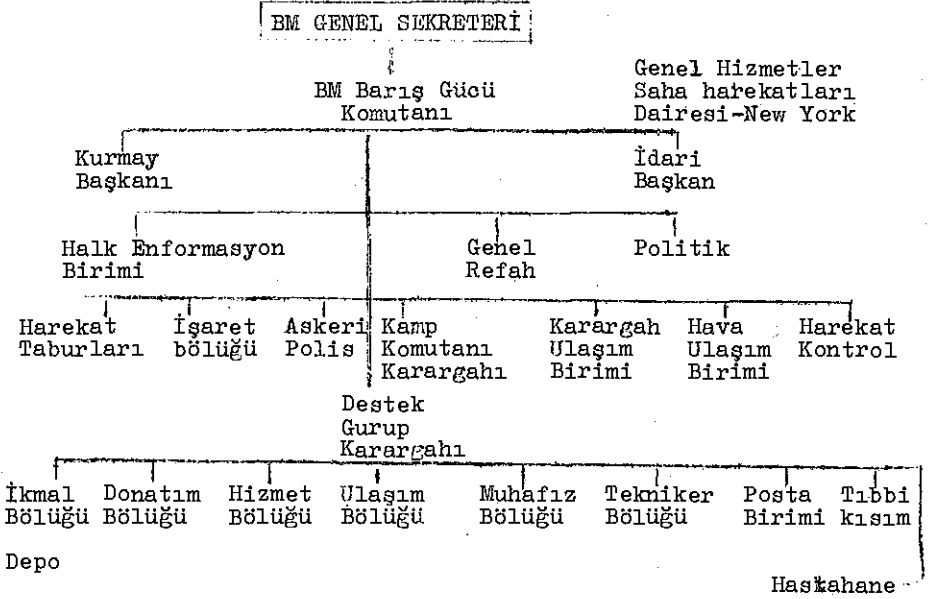 BM GENEL SEKRETERİ
Genel Hizmetler
Saha harekatları
Dairesi-New York
BM Barış Gücü
Komutanı
Kurmay
Başkanı
İdari
Başkan
Halk Enformasyon
Birimi
Genel
Refah
Politik
Harekat
Taburları
İşaret
bölüğü
Askeri
Polis
Kamp
Komutanı
Karargahı
Karargah
Ulaşım
Birimi
Hava
Ulaşım
Birimi
Harekat
Kontrol
Destek
Gurup
Karargahı
İkmal
Bölüğü
Depo
Donatım
Bölüğü
Hizmet
Bölüğü
Ulaşım
Bölüğü
Muhafız
Bölüğü
Tekniker
Bölüğü
Posta
Birimi
Tıbbi
kısım
Hastahane